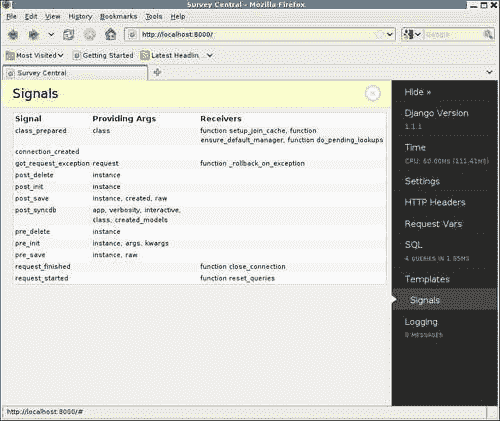 Survey Central - Mozilla Firefox
File Edit View History Bookmarks Tools Help
http://localhost:8000/
Google
Most Visited Getting Started Latest Headlin...
Survey Central
Signals
Signal Providing Args Receivers
class_prepared class function setup_join_cache, function
ensure_default_manager, function do_pending_lookups
connection_created
got_request_exception request function _rollback_on_exception
post_delete instance
post_init instance
post_save instance, created, raw
post_syncdb app, verbosity, interactive,
class, created_models
pre_delete instance
pre_init instance, args, kwargs
pre_save instance, raw
request_finished function close_connection
request_started function reset_queries
Hide »
Django Version
1.1.1
Time
CPU: 60.00MS (111.41MS)
Settings
HTTP Headers
Request Vars
SQL
4 QUERIES IN 1.95MS
Templates
Signals
Logging
0 MESSAGES
http://localhost:8000/#